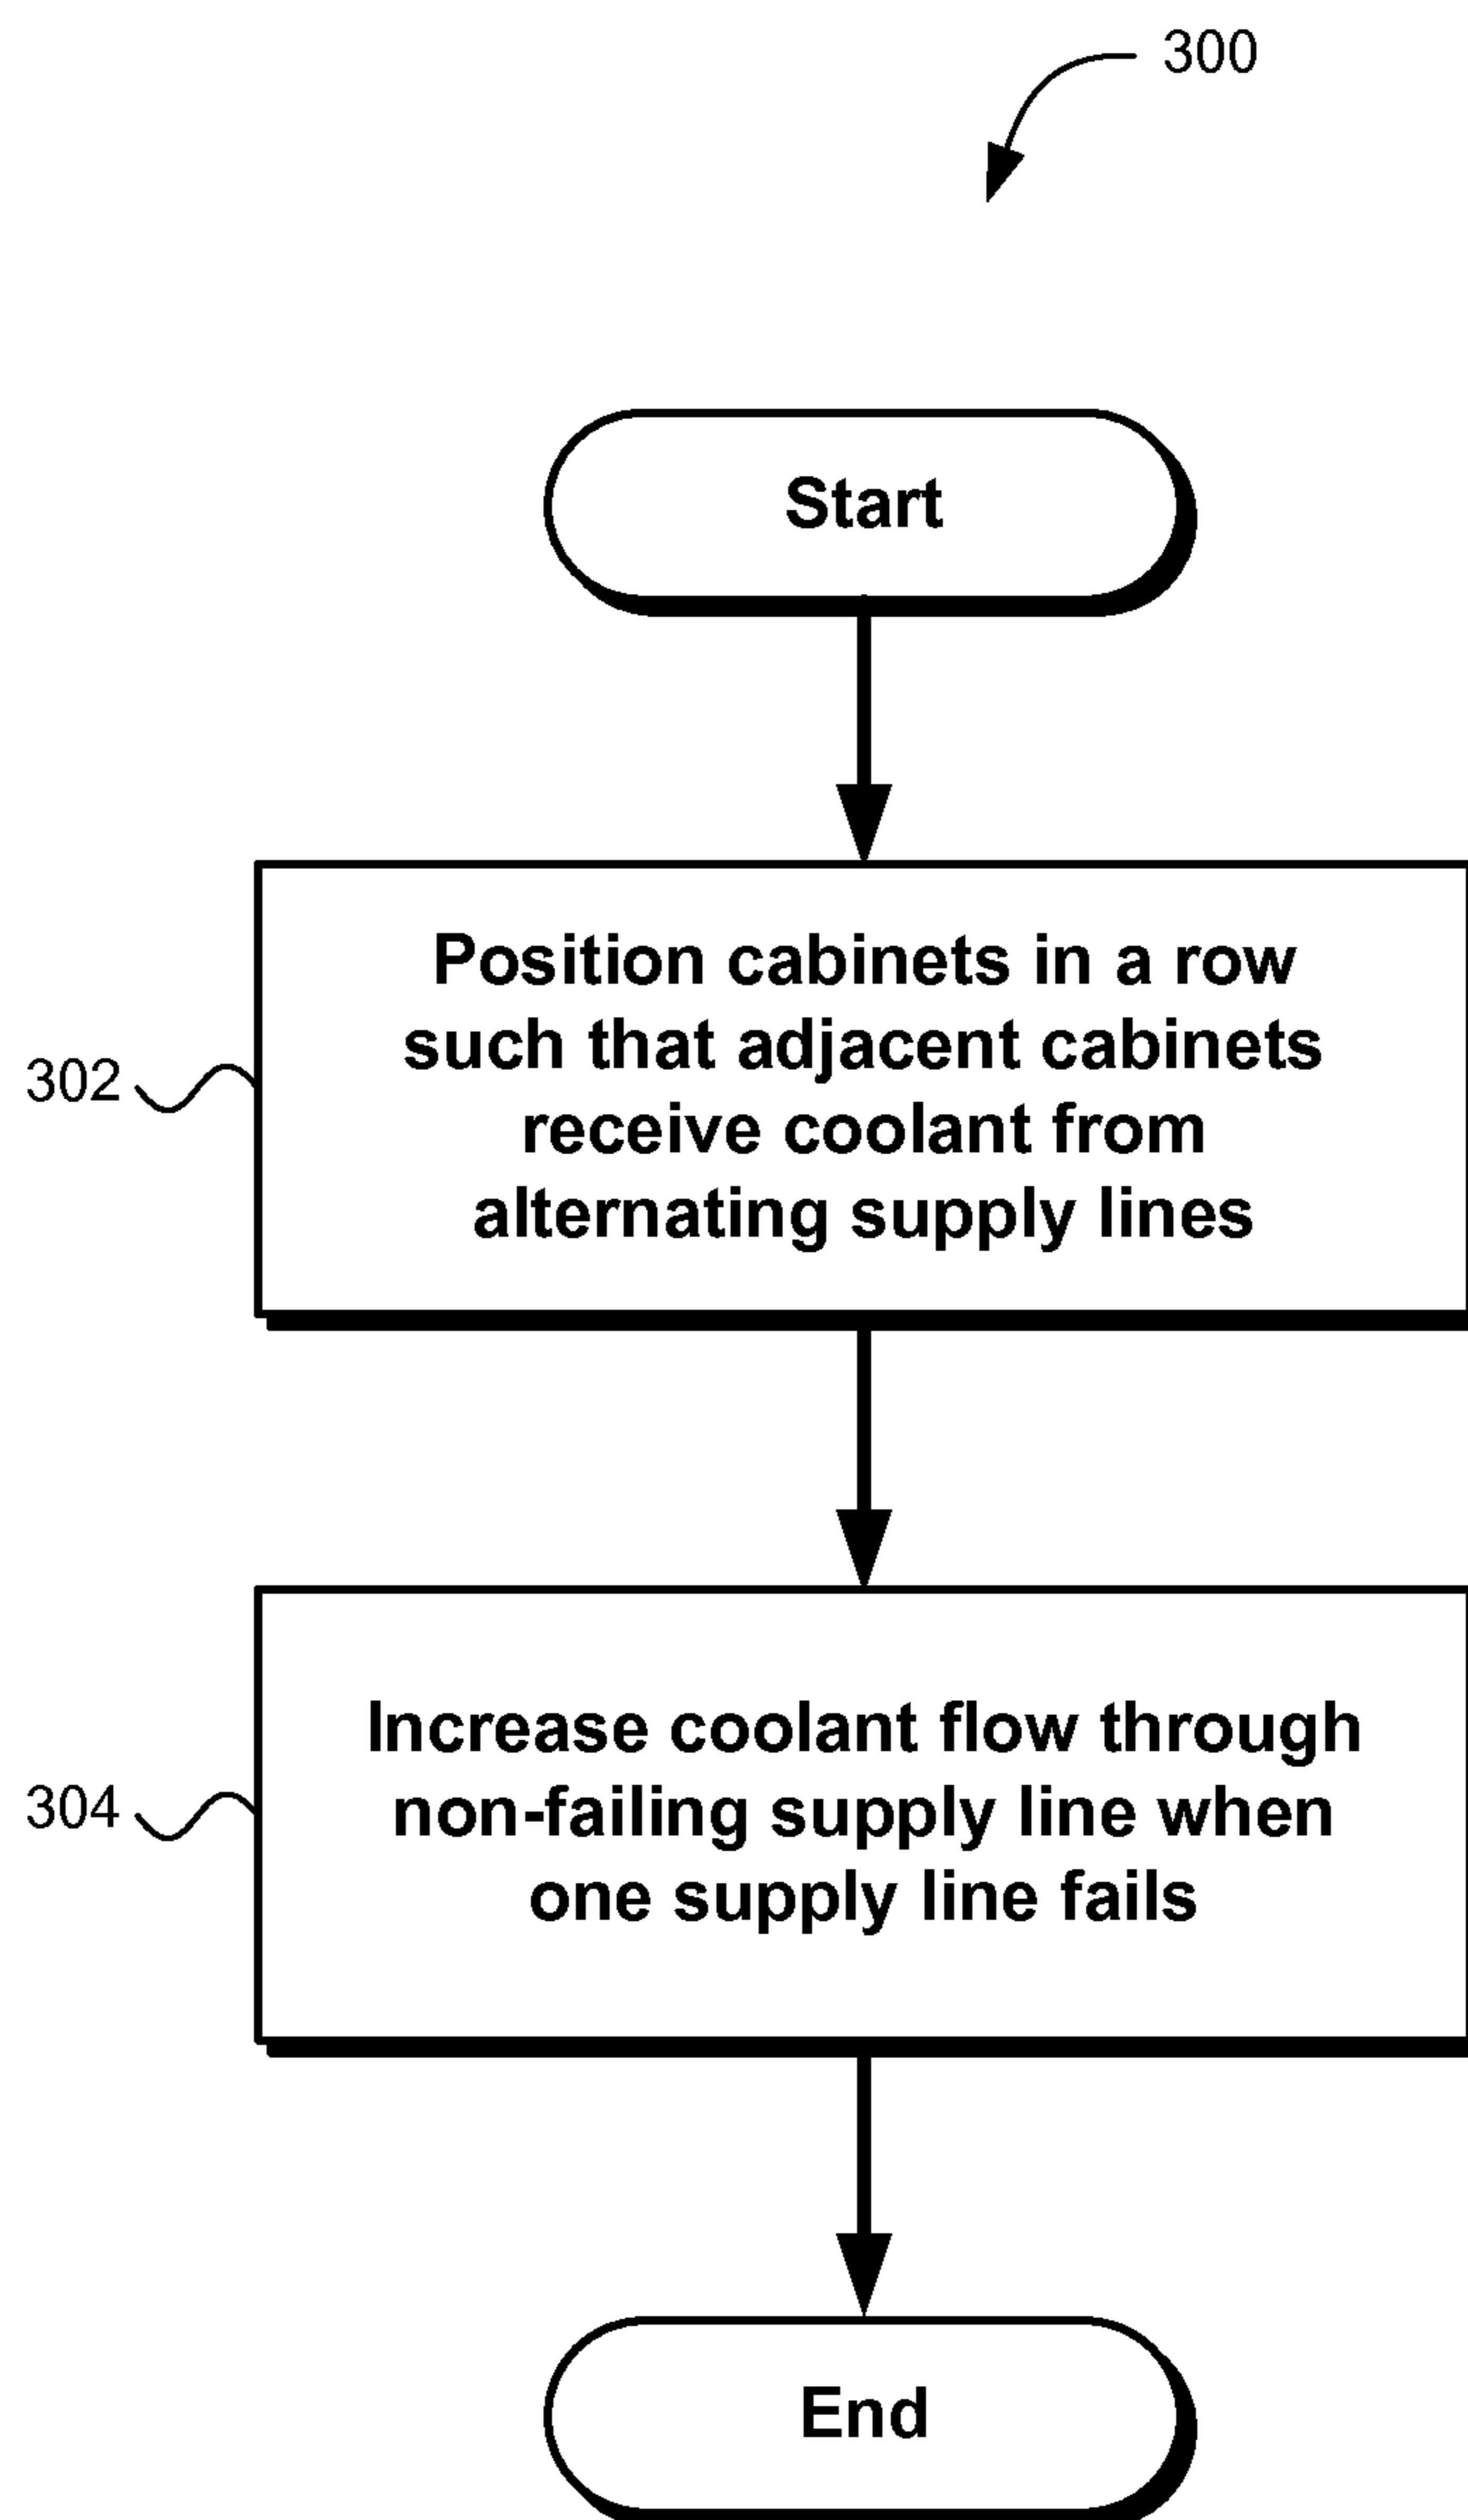 300
Start
Position cabinets in a row
such that adjacent cabinets
receive coolant from
alternating supply lines
302
Increase coolant flow through
non-failing supply line when
one supply line fails
304
End